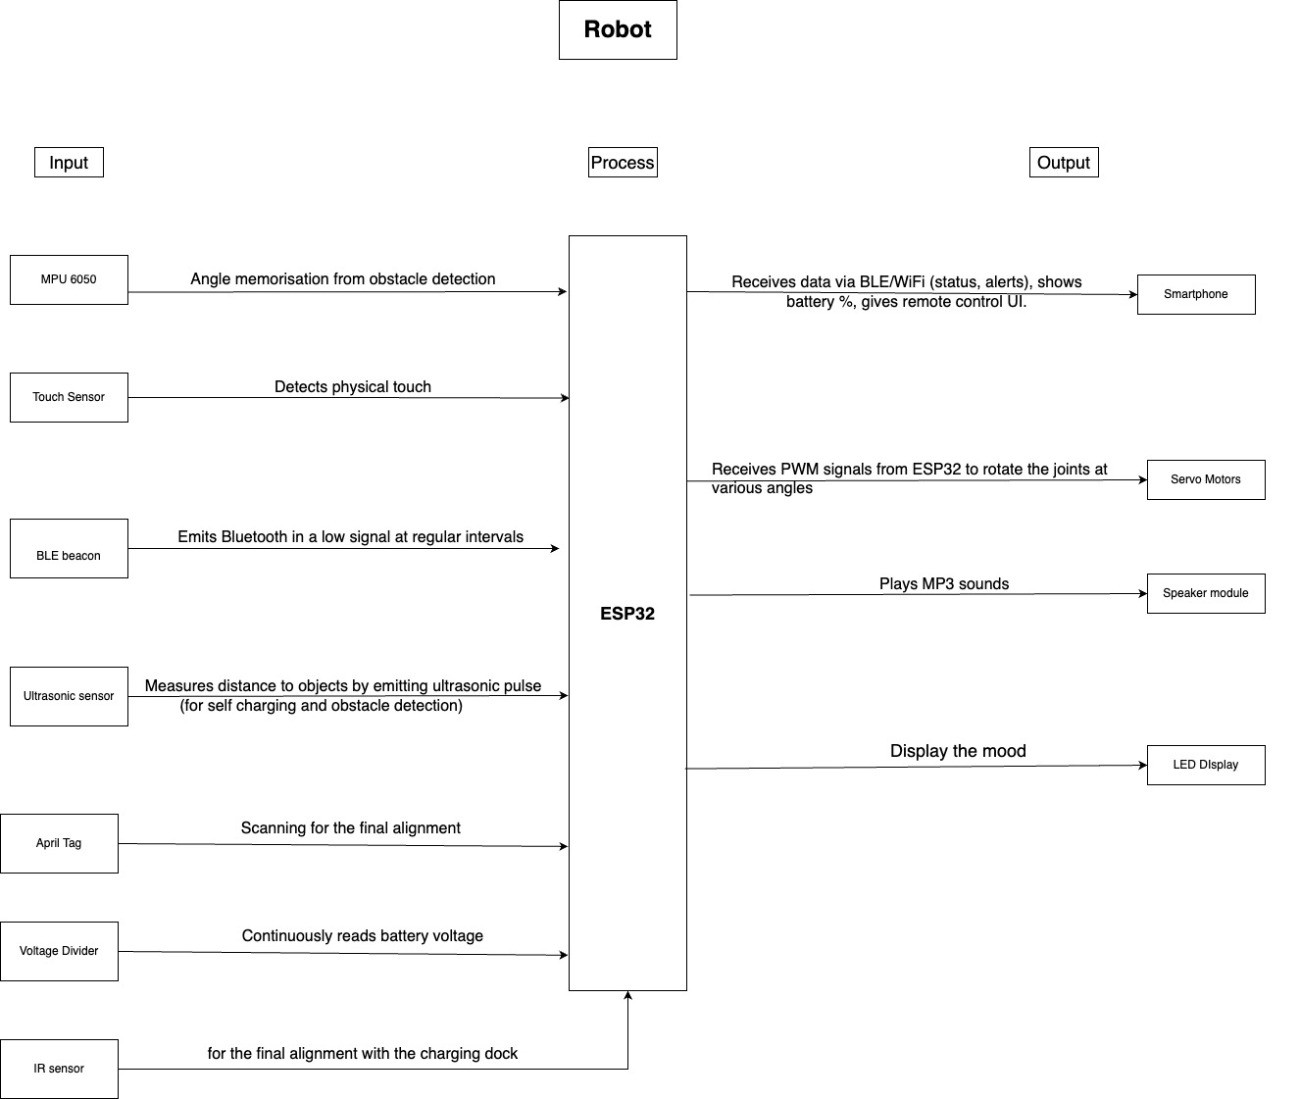 Robot
Input
Process
Output
MPU 6050
Angle memorisation from obstacle detection
Receives data via BLE/WiFi (status, alerts), shows
battery %, gives remote control UI.
Smartphone
Touch Sensor
Detects physical touch
Receives PWM signals from ESP32 to rotate the joints at
various angles
Servo Motors
BLE beacon
Emits Bluetooth in a low signal at regular intervals
Plays MP3 sounds
Speaker module
ESP32
Ultrasonic sensor
Measures distance to objects by emitting ultrasonic pulse
(for self charging and obstacle detection)
Display the mood
LED DIsplay
April Tag
Scanning for the final alignment
Voltage Divider
Continuously reads battery voltage
IR sensor
for the final alignment with the charging dock